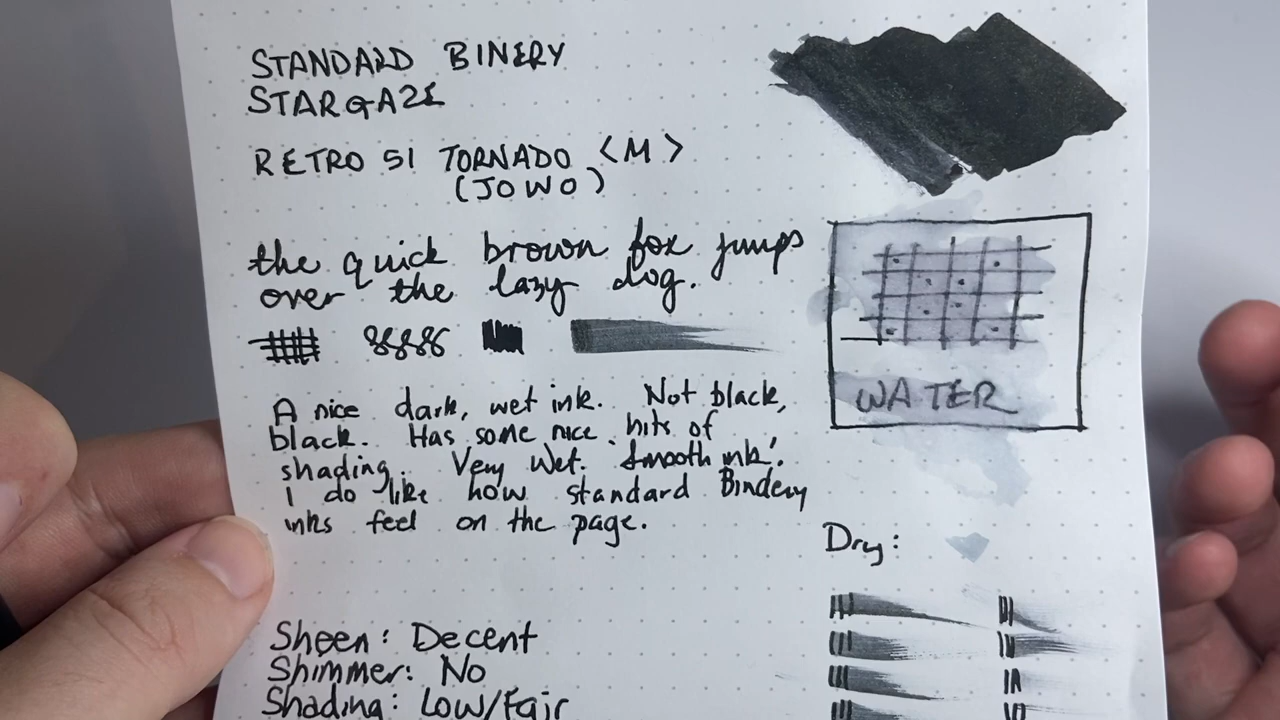 STANDARD BINERY
STARGAZE
RETRO 51 TORNADO <M>
(JOWO)
the quick brown fox jumps
over the lazy dog.
A nice dark, wet ink. Not black,
black. Has some nice hits of
shading. Very wet. Smooth ink.
I do like how standard Bindery
inks feel on the page.
WATER
Dry:
Sheen: Decent
Shimmer: No
Shading: Low/Fair